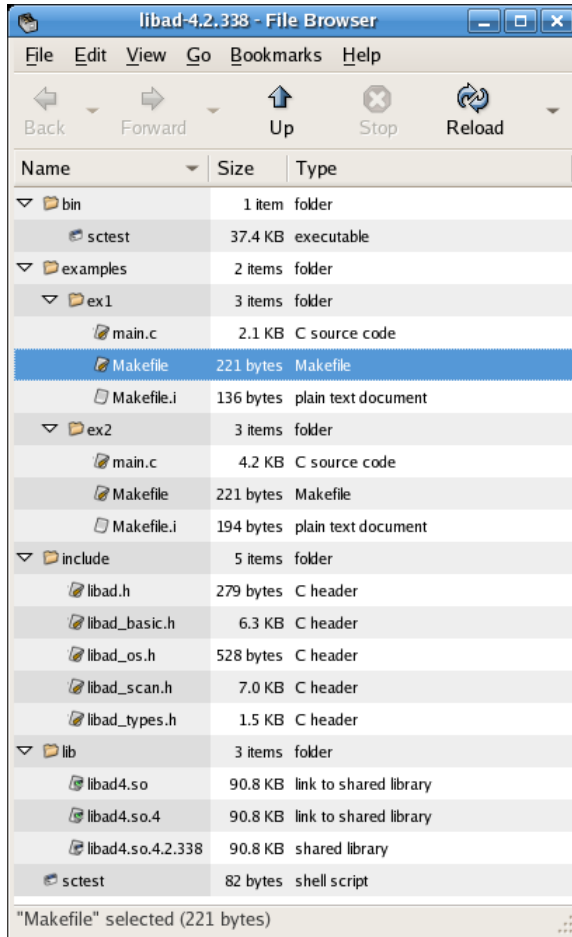 libad-4.2.338 - File Browser
File Edit View Go Bookmarks Help
Back Forward Up Stop Reload
Name Size Type
bin 1 item folder
sctest 37.4 KB executable
examples 2 items folder
ex1 3 items folder
main.c 2.1 KB C source code
Makefile 221 bytes Makefile
Makefile.i 136 bytes plain text document
ex2 3 items folder
main.c 4.2 KB C source code
Makefile 221 bytes Makefile
Makefile.i 194 bytes plain text document
include 5 items folder
libad.h 279 bytes C header
libad_basic.h 6.3 KB C header
libad_os.h 528 bytes C header
libad_scan.h 7.0 KB C header
libad_types.h 1.5 KB C header
lib 3 items folder
libad4.so 90.8 KB link to shared library
libad4.so.4 90.8 KB link to shared library
libad4.so.4.2.338 90.8 KB shared library
sctest 82 bytes shell script
"Makefile" selected (221 bytes)